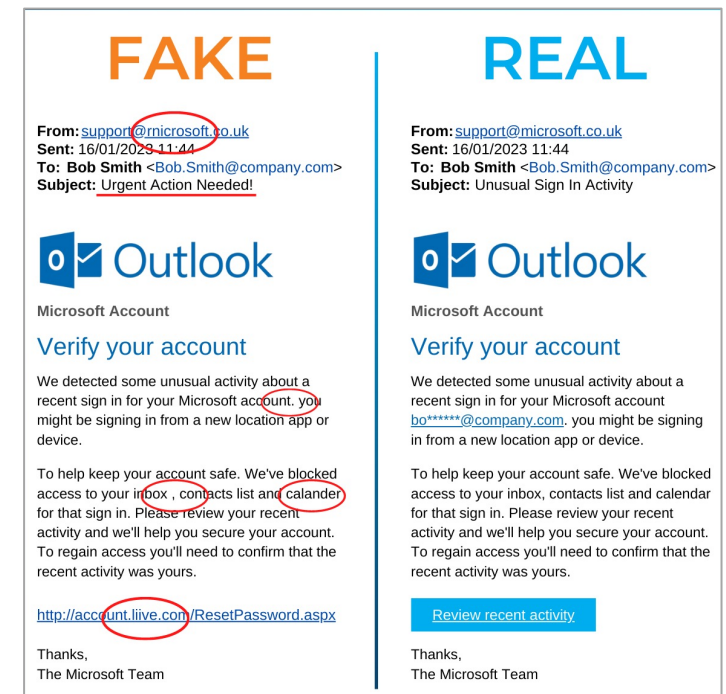 FAKE
From: support@rnicrosoft.co.uk
Sent: 16/01/2023 11:44
To: Bob Smith <Bob.Smith@company.com>
Subject: Urgent Action Needed!
Outlook
Microsoft Account
Verify your account
We detected some unusual activity about a
recent sign in for your Microsoft account. you
might be signing in from a new location app or
device.
To help keep your account safe. We've blocked
access to your inbox , contacts list and calander
for that sign in. Please review your recent
activity and we'll help you secure your account.
To regain access you'll need to confirm that the
recent activity was yours.
http://account.liive.com/ResetPassword.aspx
Thanks,
The Microsoft Team
REAL
From: support@microsoft.co.uk
Sent: 16/01/2023 11:44
To: Bob Smith <Bob.Smith@company.com>
Subject: Unusual Sign In Activity
Outlook
Microsoft Account
Verify your account
We detected some unusual activity about a
recent sign in for your Microsoft account
bo******@company.com. you might be signing
in from a new location app or device.
To help keep your account safe. We've blocked
access to your inbox, contacts list and calendar
for that sign in. Please review your recent
activity and we'll help you secure your account.
To regain access you'll need to confirm that the
recent activity was yours.
Review recent activity
Thanks,
The Microsoft Team